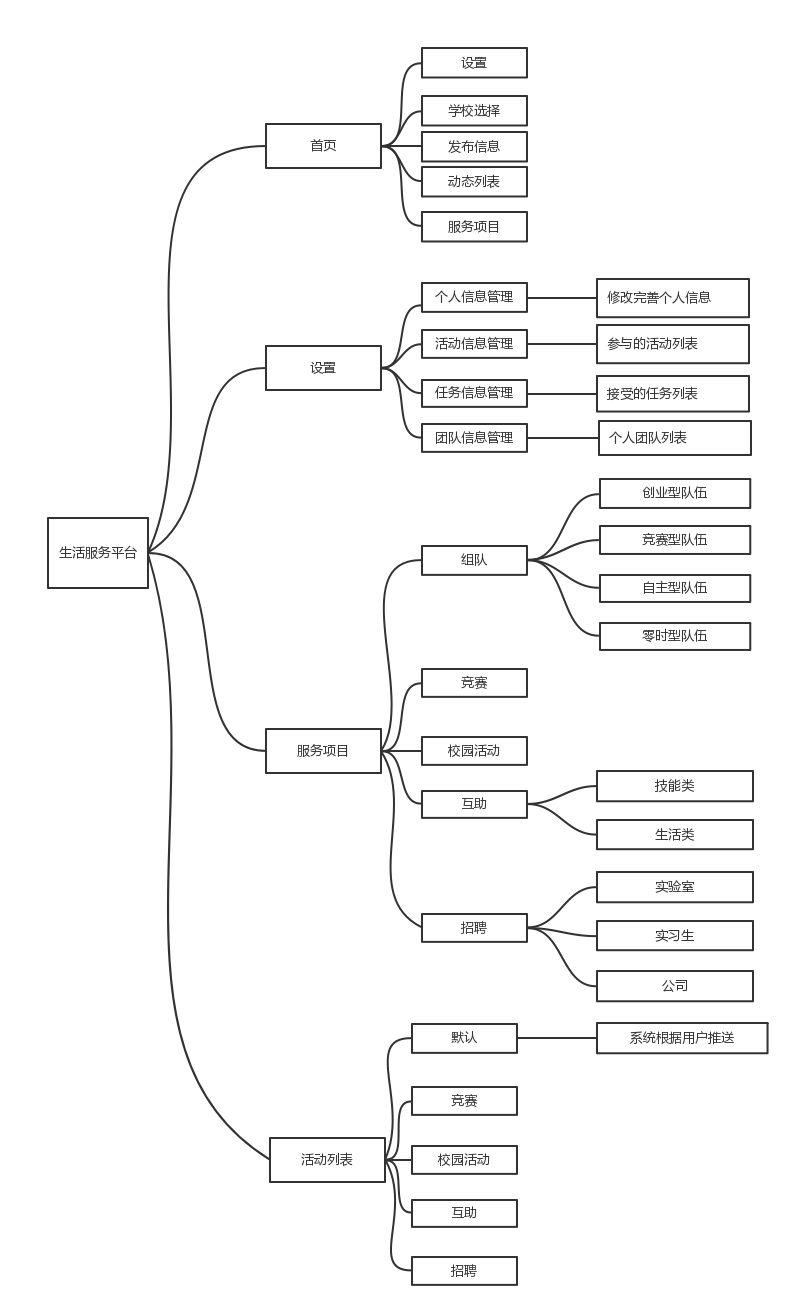 生活服务平台
首页
设置
学校选择
发布信息
动态列表
服务项目
设置
个人信息管理
修改完善个人信息
活动信息管理
参与的活动列表
任务信息管理
接受的任务列表
团队信息管理
个人团队列表
服务项目
组队
创业型队伍
竞赛型队伍
自主型队伍
零时型队伍
竞赛
校园活动
互助
技能类
生活类
招聘
实验室
实习生
公司
活动列表
默认
系统根据用户推送
竞赛
校园活动
互助
招聘